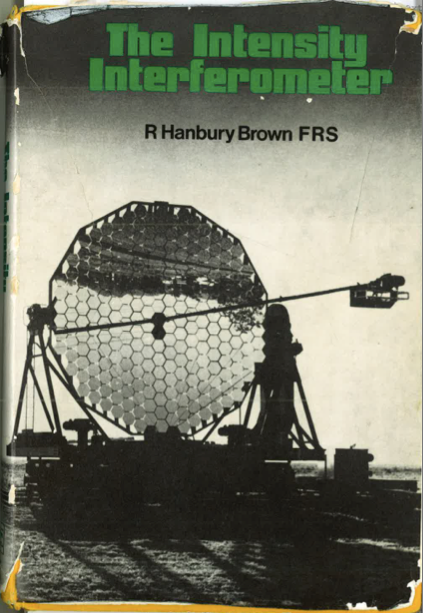 The Intensity
Interferometer
R Hanbury Brown FRS